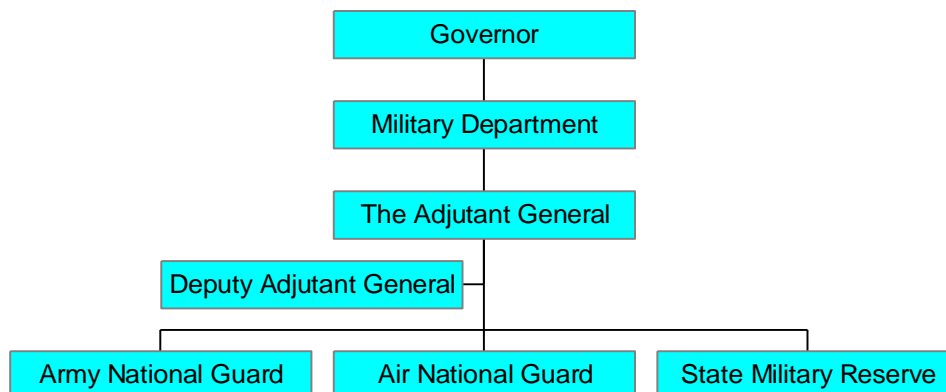 Governor
Military Department
The Adjutant General
Deputy Adjutant General
Army National Guard
Air National Guard
State Military Reserve